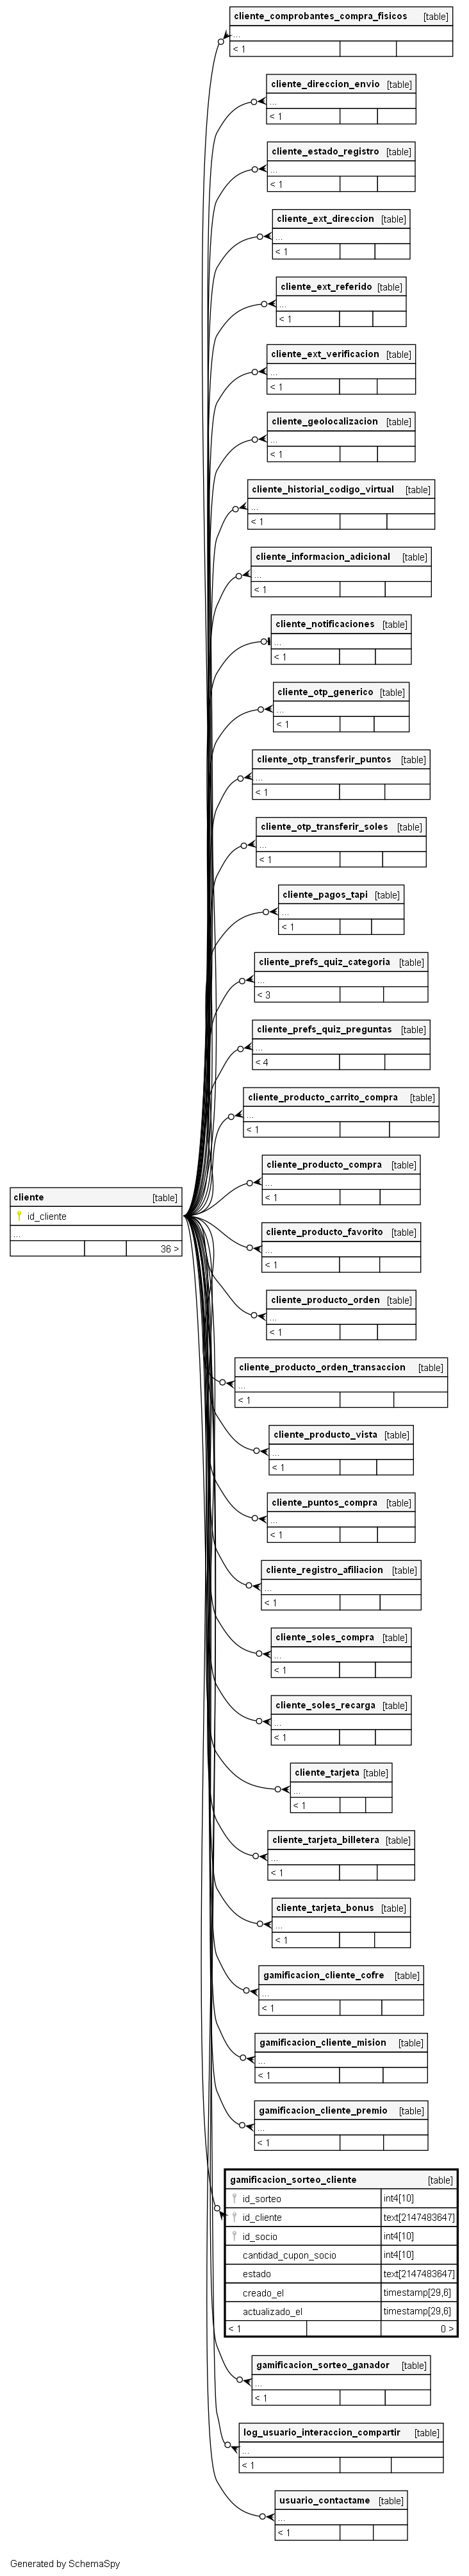 cliente_comprobantes_compra_fisicos [table]
...
< 1
cliente_direccion_envio [table]
...
< 1
cliente_estado_registro [table]
...
< 1
cliente_ext_direccion [table]
...
< 1
cliente_ext_referido [table]
...
< 1
cliente_ext_verificacion [table]
...
< 1
cliente_geolocalizacion [table]
...
< 1
cliente_historial_codigo_virtual [table]
...
< 1
cliente_informacion_adicional [table]
...
< 1
cliente_notificaciones [table]
...
< 1
cliente_otp_generico [table]
...
< 1
cliente_otp_transferir_puntos [table]
...
< 1
cliente_otp_transferir_soles [table]
...
< 1
cliente_pagos_tapi [table]
...
< 1
cliente_prefs_quiz_categoria [table]
...
< 3
cliente_prefs_quiz_preguntas [table]
...
< 4
cliente_producto_carrito_compra [table]
...
< 1
cliente_producto_compra [table]
...
< 1
cliente [table]
id_cliente
...
36 >
cliente_producto_favorito [table]
...
< 1
cliente_producto_orden [table]
...
< 1
cliente_producto_orden_transaccion [table]
...
< 1
cliente_producto_vista [table]
...
< 1
cliente_puntos_compra [table]
...
< 1
cliente_registro_afiliacion [table]
...
< 1
cliente_soles_compra [table]
...
< 1
cliente_soles_recarga [table]
...
< 1
cliente_tarjeta [table]
...
< 1
cliente_tarjeta_billetera [table]
...
< 1
cliente_tarjeta_bonus [table]
...
< 1
gamificacion_cliente_cofre [table]
...
< 1
gamificacion_cliente_mision [table]
...
< 1
gamificacion_cliente_premio [table]
...
< 1
gamificacion_sorteo_cliente [table]
id_sorteo int4[10]
id_cliente text[2147483647]
id_socio int4[10]
cantidad_cupon_socio int4[10]
estado text[2147483647]
creado_el timestamp[29,6]
actualizado_el timestamp[29,6]
< 1 0 >
gamificacion_sorteo_ganador [table]
...
< 1
log_usuario_interaccion_compartir [table]
...
< 1
usuario_contactame [table]
...
< 1
Generated by SchemaSpy